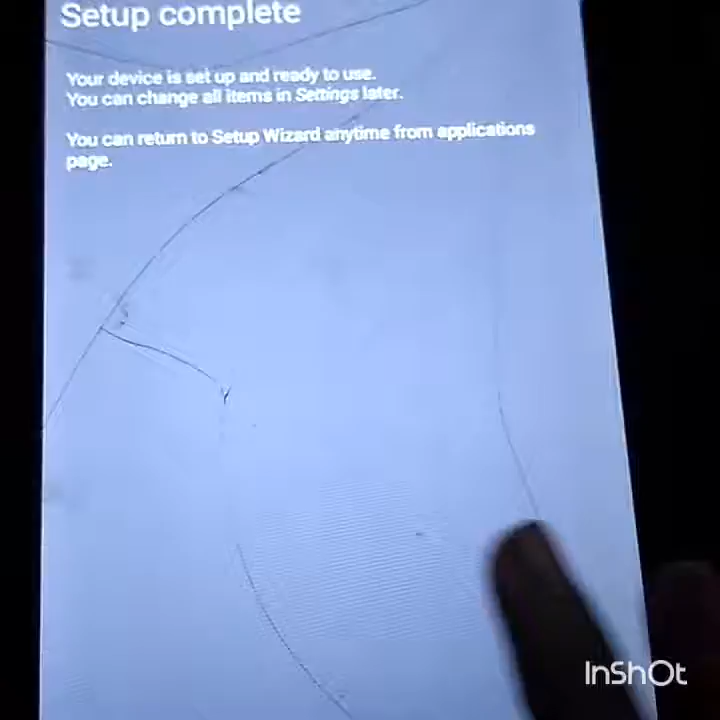 Setup complete
Your device is set up and ready to use.
You can change all items in Settings later.
You can return to Setup Wizard anytime from applications
page.
InShOt